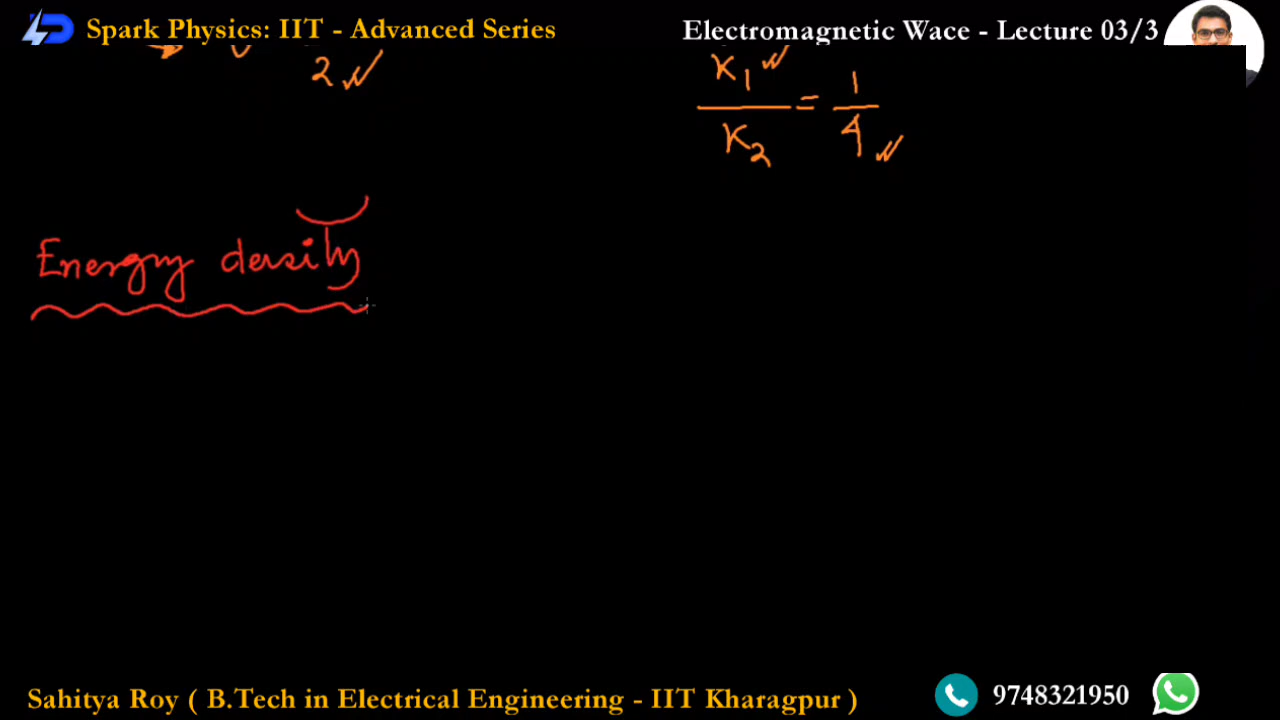 Spark Physics: IIT - Advanced Series
Electromagnetic Wace - Lecture 03/3
2
K1
K2
=
1
4
Energy density
Sahitya Roy ( B.Tech in Electrical Engineering - IIT Kharagpur )
9748321950